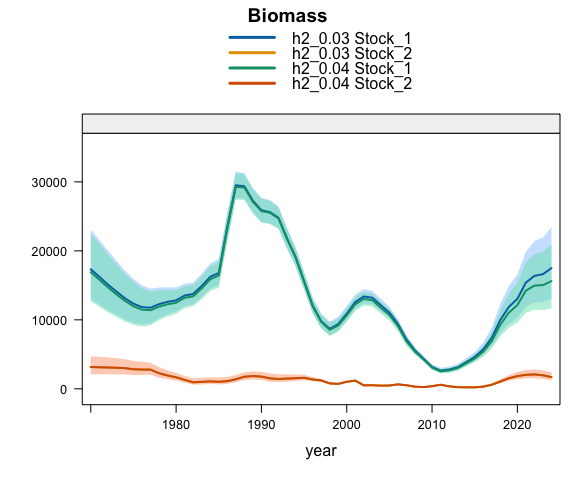 Biomass
h2_0.03 Stock_1
h2_0.03 Stock_2
h2_0.04 Stock_1
h2_0.04 Stock_2
30000
20000
10000
0
1980 1990 2000 2010 2020
year